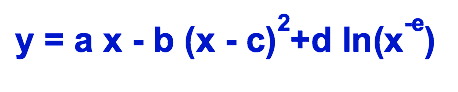 y = a x - b (x - c)²+d ln(x⁻ᵉ)